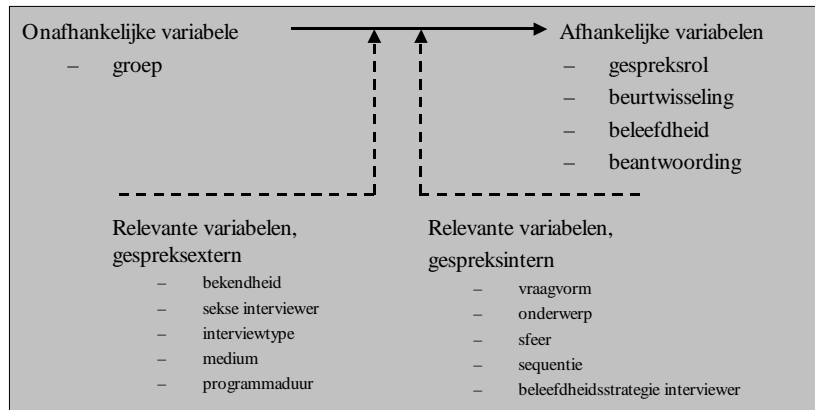 Onafhankelijke variabele
– groep
Afhankelijke variabelen
– gespreksrol
– beurtwisseling
– beleefdheid
– beantwoording
Relevante variabelen,
gespreksextern
– bekendheid
– sekse interviewer
– interviewtype
– medium
– programmaduur
Relevante variabelen,
gespreksintern
– vraagvorm
– onderwerp
– sfeer
– sequentie
– beleefdheidsstrategie interviewer